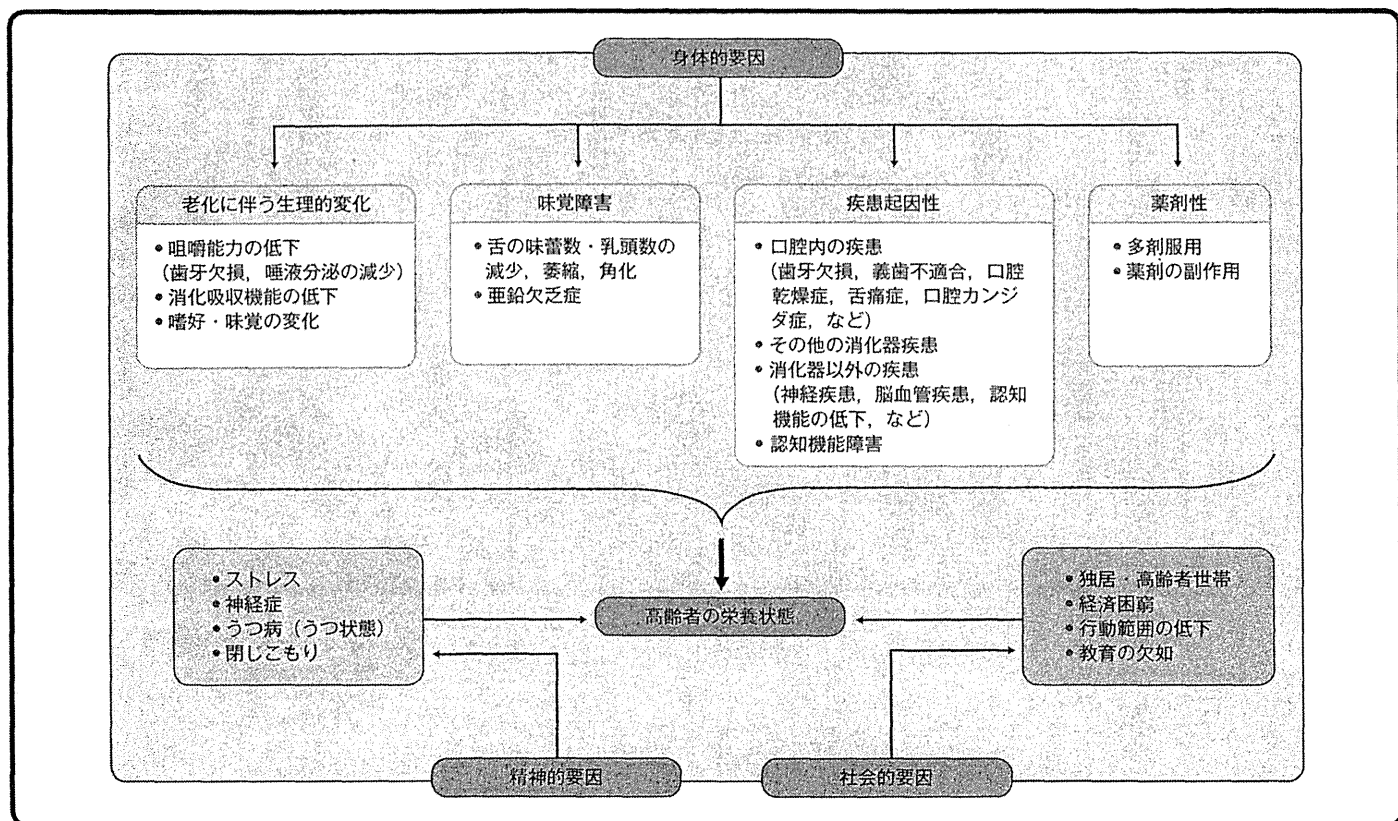 身体的要因
老化に伴う生理的変化
• 咀嚼能力の低下
（歯牙欠損，唾液分泌の減少）
• 消化吸収機能の低下
• 嗜好・味覚の変化
味覚障害
• 舌の味蕾数・乳頭数の
減少，萎縮，角化
• 亜鉛欠乏症
疾患起因性
• 口腔内の疾患
（歯牙欠損，義歯不適合，口腔
乾燥症，舌痛症，口腔カンジ
ダ症，など）
• その他の消化器疾患
• 消化器以外の疾患
（神経疾患，脳血管疾患，認知
機能の低下，など）
• 認知機能障害
薬剤性
• 多剤服用
• 薬剤の副作用
• ストレス
• 神経症
• うつ病（うつ状態）
• 閉じこもり
高齢者の栄養状態
• 独居・高齢者世帯
• 経済困窮
• 行動範囲の低下
• 教育の欠知
精神的要因
社会的要因